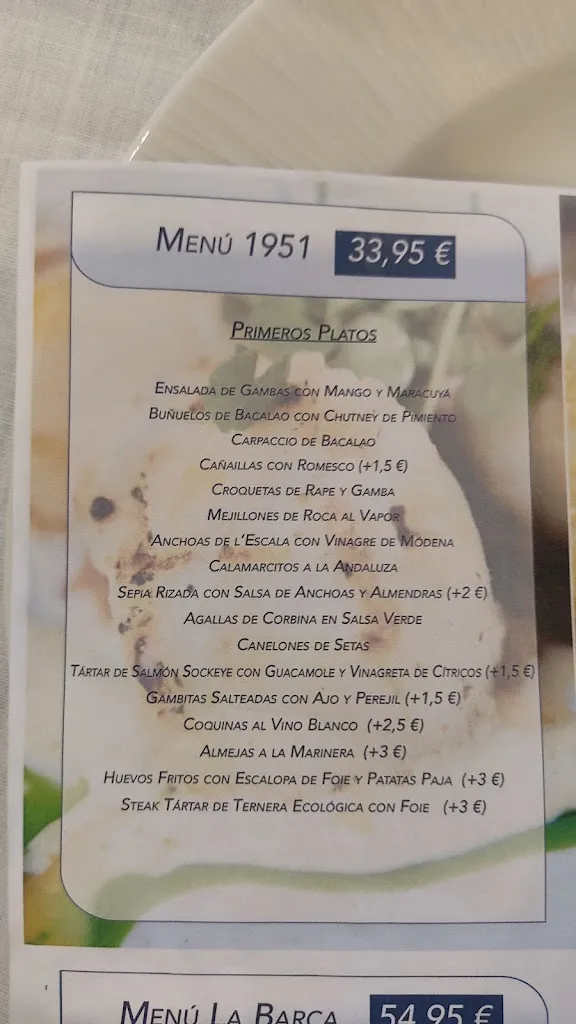 MENÚ 1951 33,95 €
PRIMEROS PLATOS
ENSALADA DE GAMBAS CON MANGO Y MARACUYÁ
BUÑUELOS DE BACALAO CON CHUTNEY DE PIMIENTO
CARPACCIO DE BACALAO
CAÑAILLAS CON ROMESCO (+1,5 €)
CROQUETAS DE RAPE Y GAMBA
MEJILLONES DE ROCA AL VAPOR
ANCHOAS DE L'ESCALA CON VINAGRE DE MÓDENA
CALAMARCITOS A LA ANDALUZA
SEPIA RIZADA CON SALSA DE ANCHOAS Y ALMENDRAS (+2 €)
AGALLAS DE CORBINA EN SALSA VERDE
CANELONES DE SETAS
TÁRTAR DE SALMÓN SOCKEYE CON GUACAMOLE Y VINAGRETA DE CÍTRICOS (+1,5 €)
GAMBITAS SALTEADAS CON AJO Y PEREJIL (+1,5 €)
COQUINAS AL VINO BLANCO (+2,5 €)
ALMEJAS A LA MARINERA (+3 €)
HUEVOS FRITOS CON ESCALOPA DE FOIE Y PATATAS PAJA (+3 €)
STEAK TÁRTAR DE TERNERA ECOLÓGICA CON FOIE (+3 €)
MENÚ LA BARCA 54,95 €